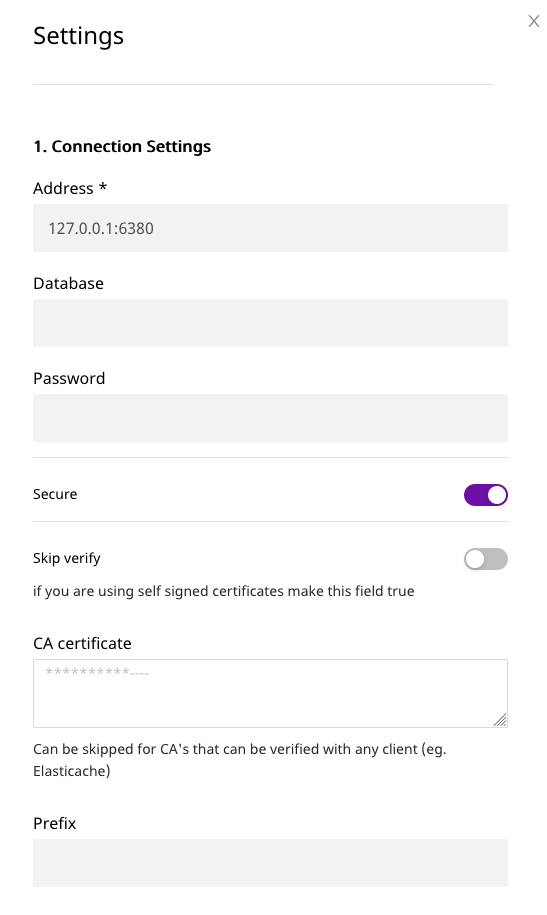 Settings
X
1. Connection Settings
Address *
127.0.0.1:6380
Database
Password
Secure
Skip verify
if you are using self signed certificates make this field true
CA certificate
**********----
Can be skipped for CA's that can be verified with any client (eg.
Elasticache)
Prefix